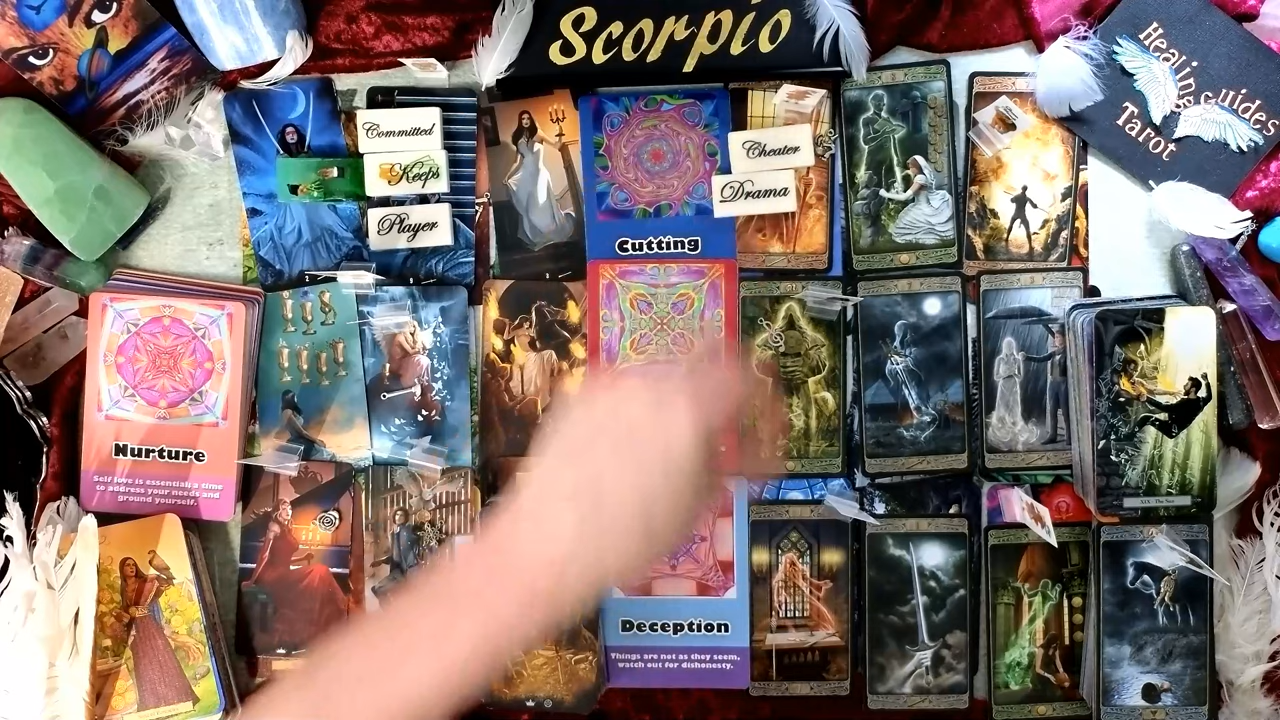 Scorpio
Healing guides
Tarot
Committed
Keeps
Player
Cheater
Drama
Cutting
Nurture
Self love is essential; a time
to address your needs and
ground yourself.
XIX · The Sun
Deception
Things are not as they seem,
watch out for dishonesty.